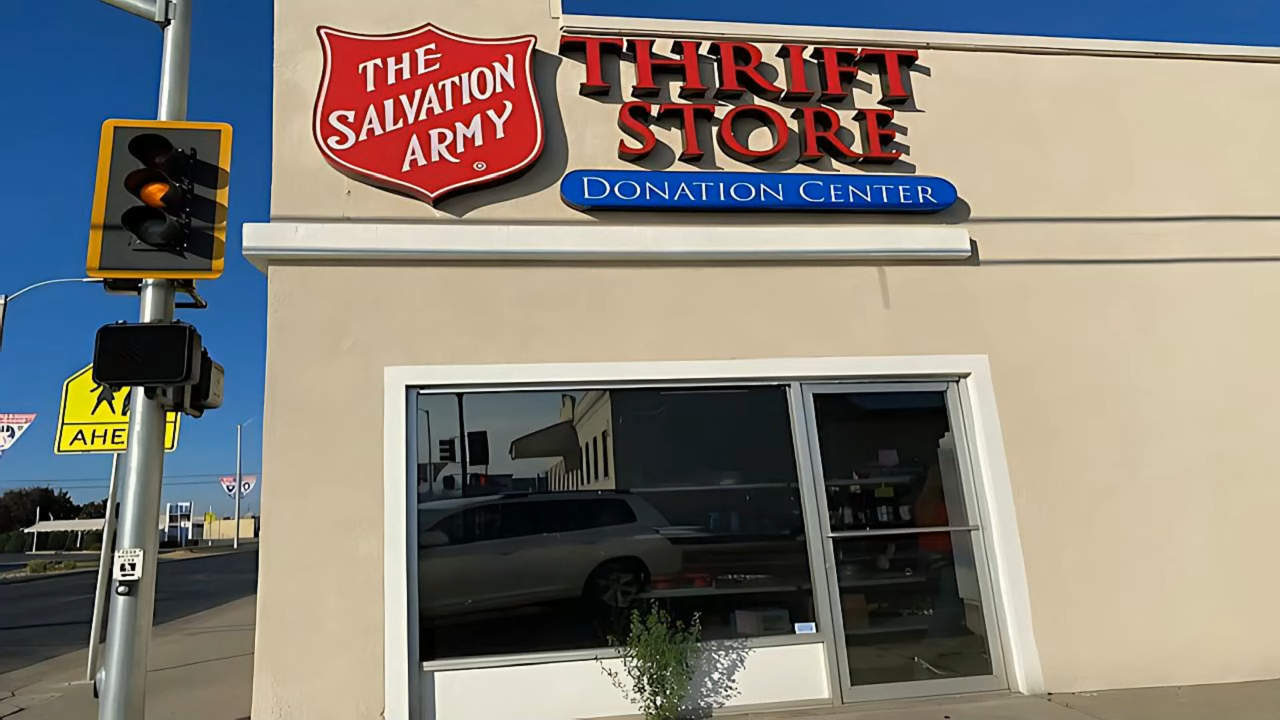 THE
SALVATION
ARMY
THRIFT
STORE
DONATION CENTER
AHE